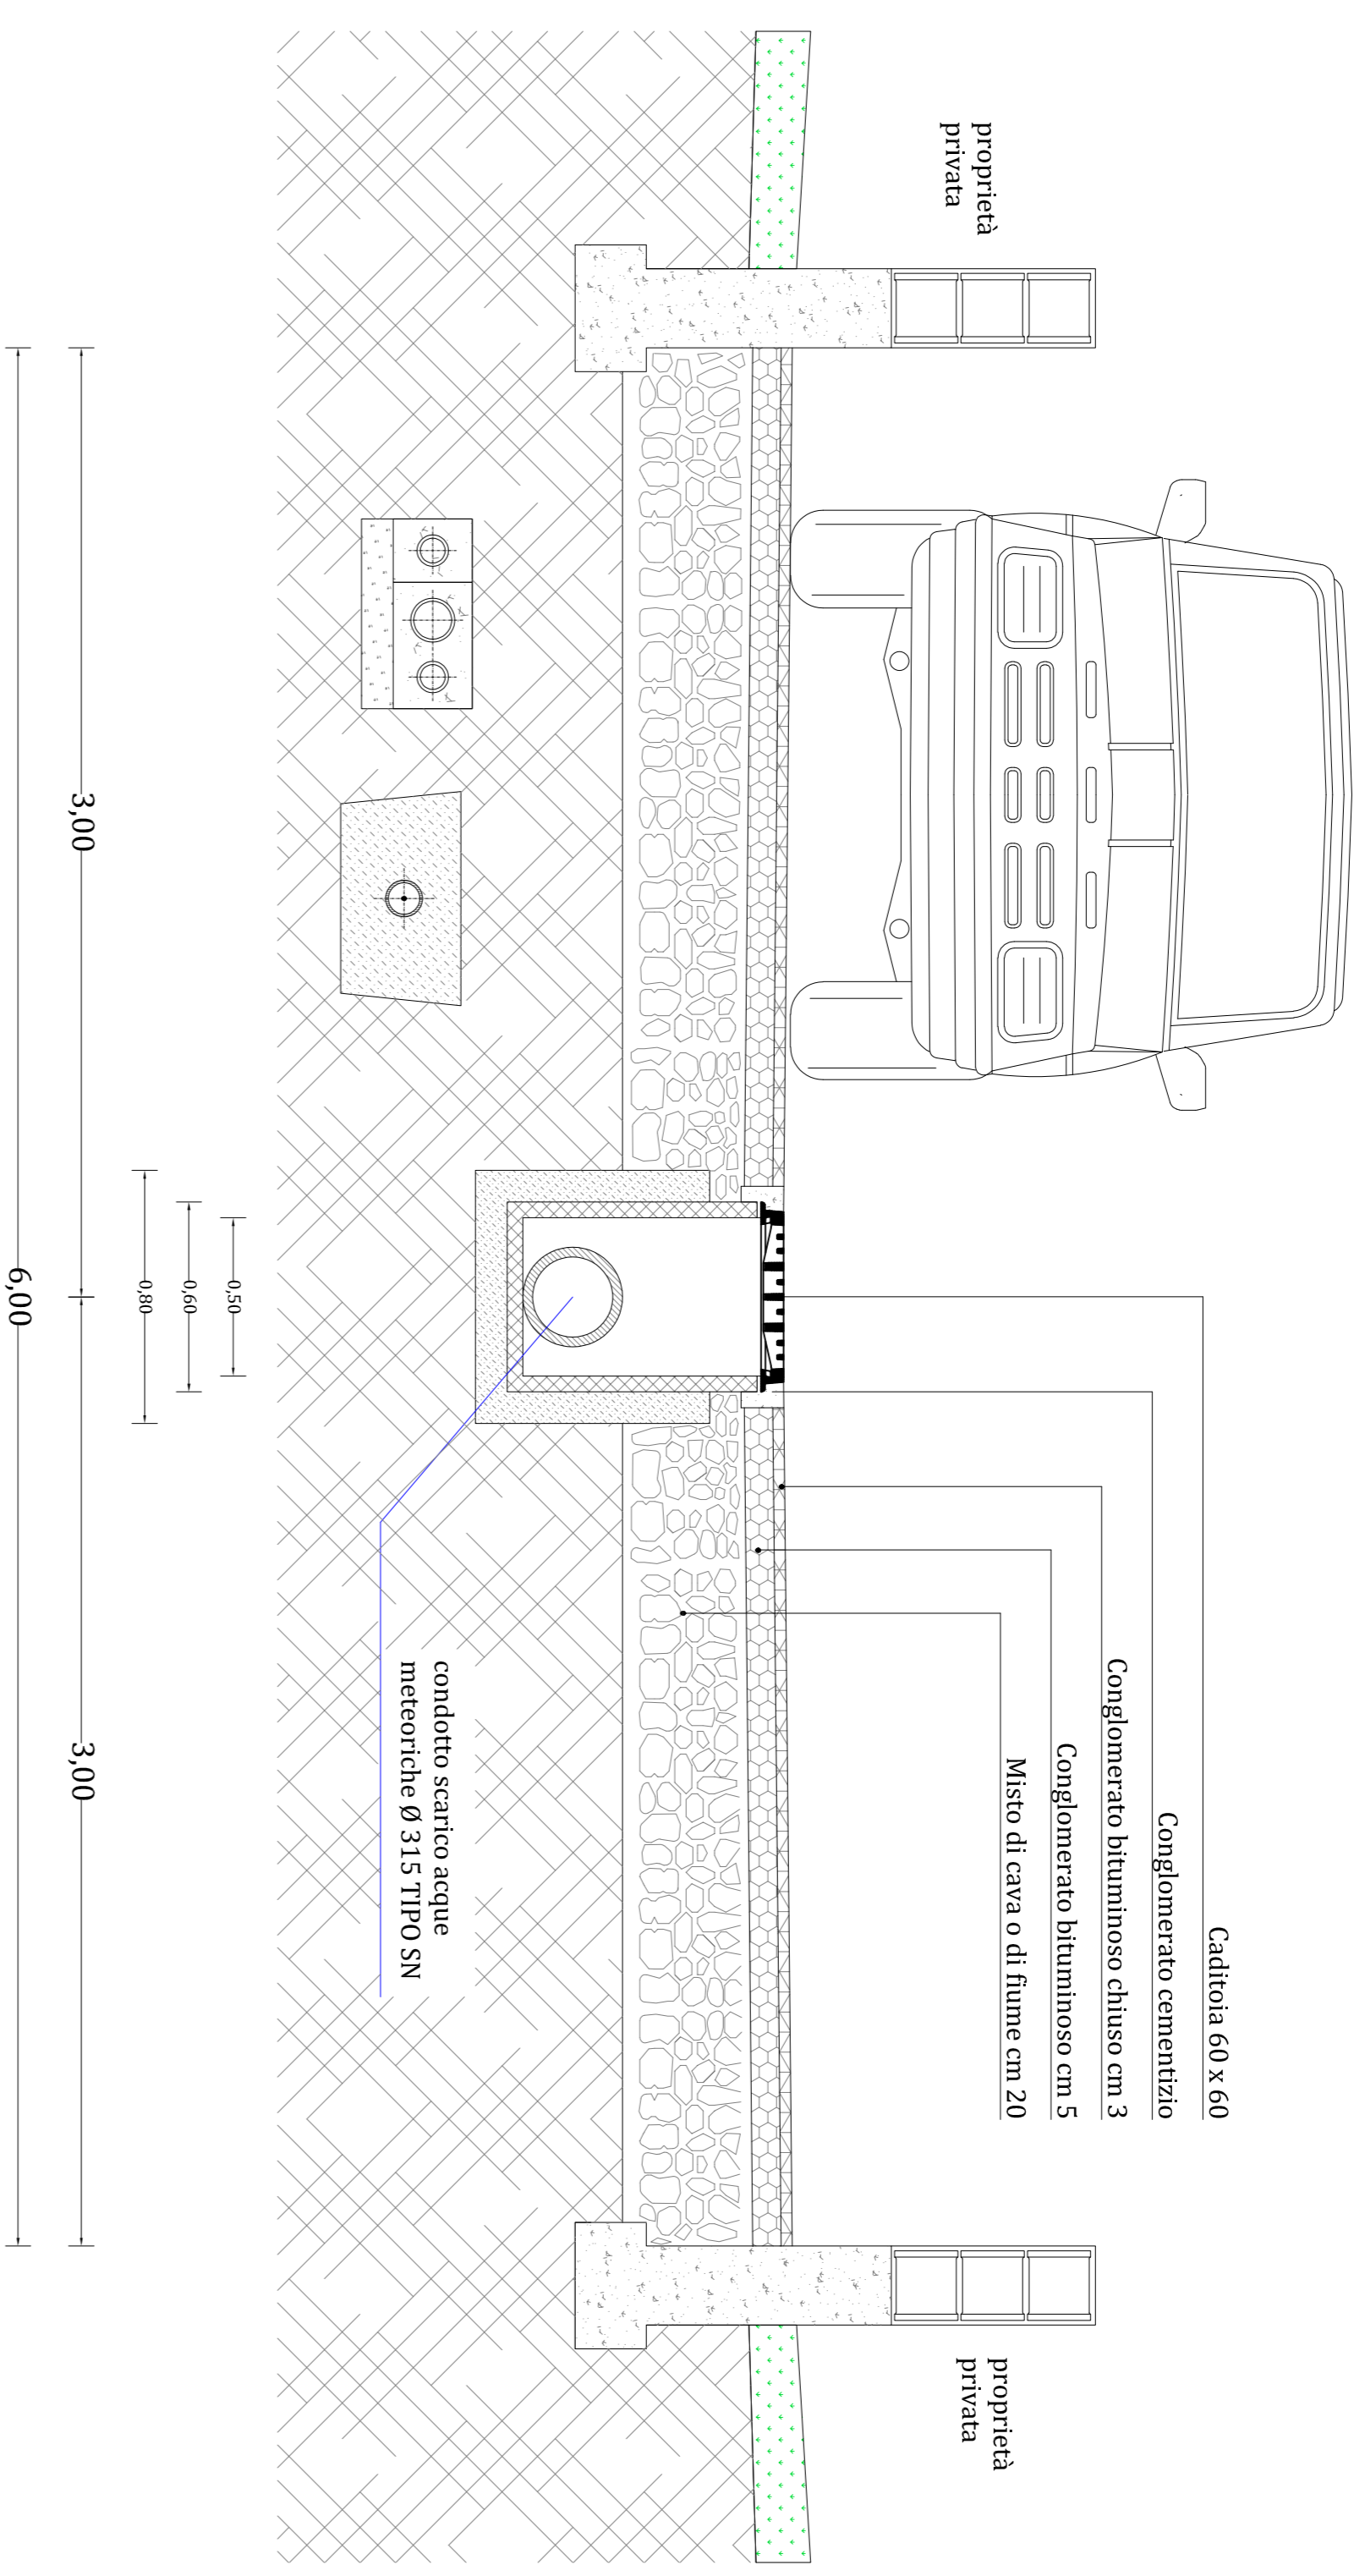 proprietà
privata
Caditoia 60 x 60
Conglomerato cementizio
Conglomerato bituminoso chiuso cm 3
Conglomerato bituminoso cm 5
Misto di cava o di fiume cm 20
proprietà
privata
condotto scarico acque
meteoriche Ø 315 TIPO SN
0,50
0,60
0,80
3,00
3,00
6,00